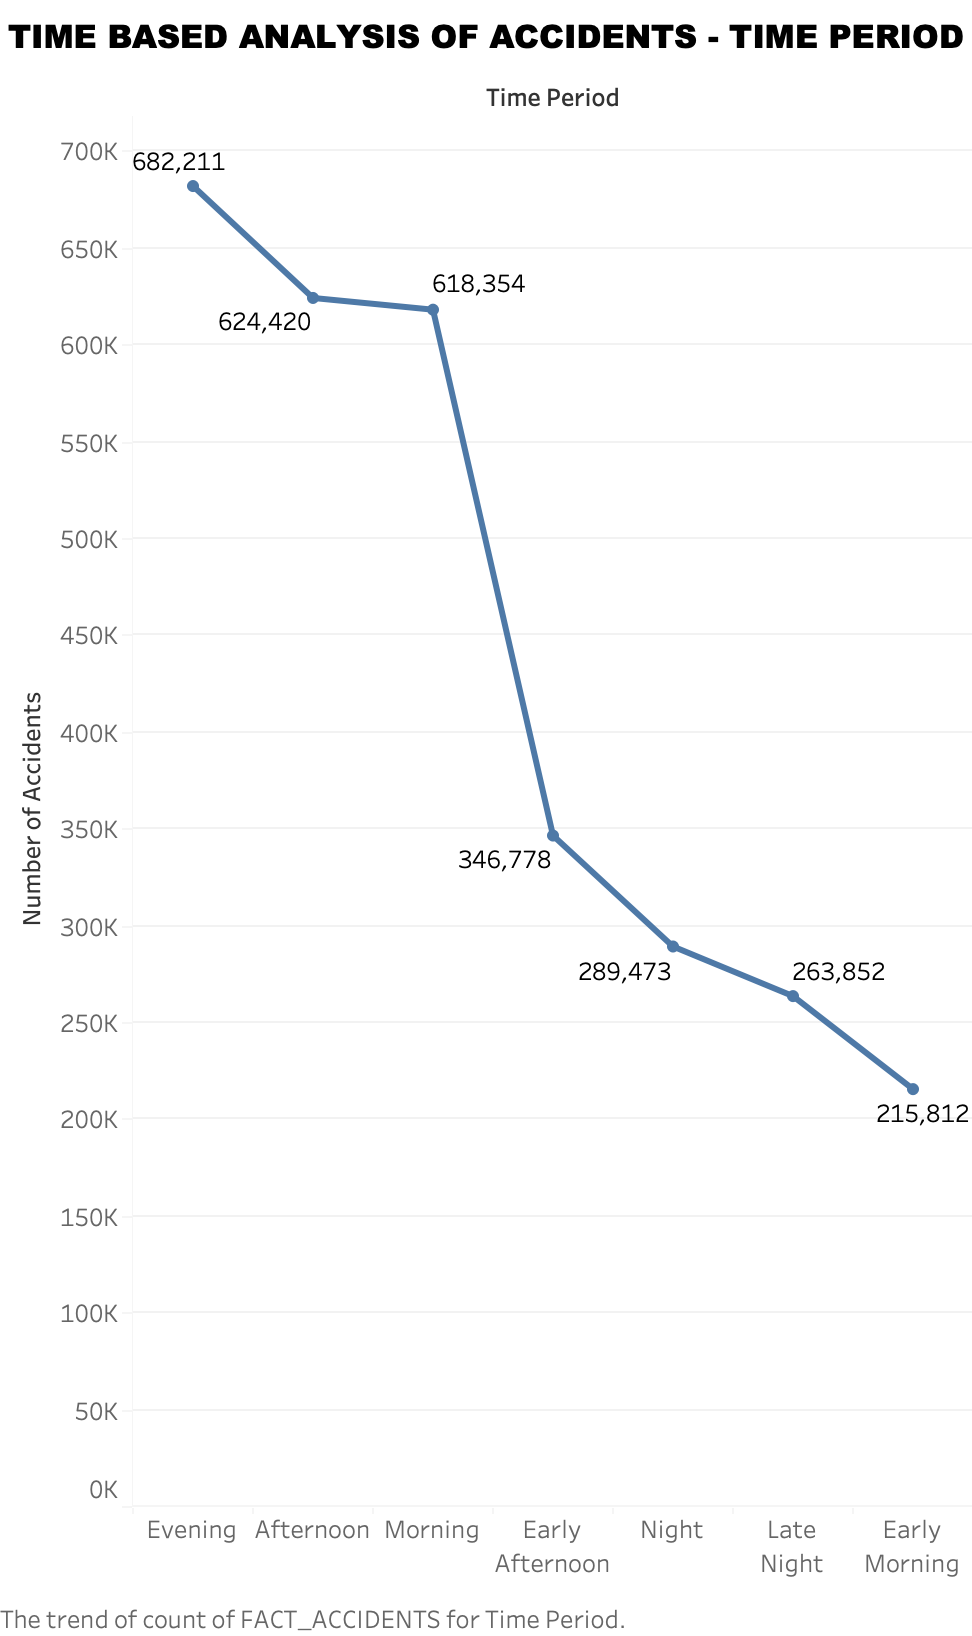 TIME BASED ANALYSIS OF ACCIDENTS - TIME PERIOD
Time Period
700K
682,211
650K
618,354
624,420
600K
550K
500K
450K
400K
Number of Accidents
350K
346,778
300K
289,473
263,852
250K
200K
215,812
150K
100K
50K
0K
Evening Afternoon Morning Early Night Late Early
Afternoon Night Morning
The trend of count of FACT_ACCIDENTS for Time Period.